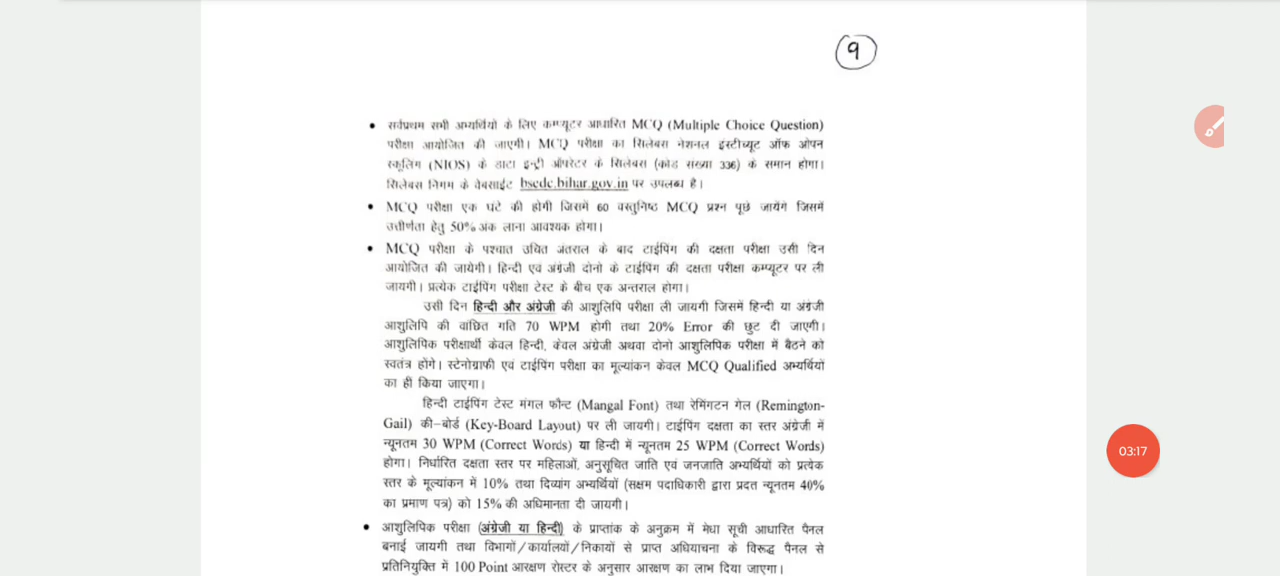 9
• सर्वप्रथम सभी अभ्यर्थियों के लिए कम्प्यूटर आधारित MCQ (Multiple Choice Question)
परीक्षा आयोजित की जाएगी। MCQ परीक्षा का सिलेबस नेशनल इंस्टीच्यूट ऑफ ओपन
स्कूलिंग (NIOS) के डाटा इन्ट्री ऑपरेटर के सिलेबस (कोड संख्या 336) के समान होगा।
सिलेबस निगम के वेबसाईट bsedc.bihar.gov.in पर उपलब्ध है।
• MCQ परीक्षा एक घंटे की होगी जिसमें 60 वस्तुनिष्ठ MCQ प्रश्न पूछे जायेंगे जिसमें
उत्तीर्णता हेतु 50% अंक लाना आवश्यक होगा।
• MCQ परीक्षा के पश्चात उचित अंतराल के बाद टाईपिंग की दक्षता परीक्षा उसी दिन
आयोजित की जायेगी। हिन्दी एवं अंग्रेजी दोनो के टाईपिंग की दक्षता परीक्षा कम्प्यूटर पर ली
जायगी। प्रत्येक टाईपिंग परीक्षा टेस्ट के बीच एक अन्तराल होगा।
उसी दिन हिन्दी और अंग्रेजी की आशुलिपि परीक्षा ली जायगी जिसमें हिन्दी या अंग्रेजी
आशुलिपि की वांछित गति 70 WPM होगी तथा 20% Error की छुट दी जाएगी।
आशुलिपिक परीक्षार्थी केवल हिन्दी, केवल अंग्रेजी अथवा दोनो आशुलिपिक परीक्षा में बैठने को
स्वतंत्र होंगे। स्टेनोग्राफी एवं टाईपिंग परीक्षा का मूल्यांकन केवल MCQ Qualified अभ्यर्थियों
का ही किया जाएगा।
हिन्दी टाईपिंग टेस्ट मंगल फौन्ट (Mangal Font) तथा रेमिंगटन गेल (Remington-
Gail) की-बोर्ड (Key-Board Layout) पर ली जायगी। टाईपिंग दक्षता का स्तर अंग्रेजी में
न्यूनतम 30 WPM (Correct Words) या हिन्दी में न्यूनतम 25 WPM (Correct Words)
होगा। निर्धारित दक्षता स्तर पर महिलाओं, अनुसूचित जाति एवं जनजाति अभ्यर्थियों को प्रत्येक
स्तर के मूल्यांकन में 10% तथा दिव्यांग अभ्यर्थियों (सक्षम पदाधिकारी द्वारा प्रदत न्यूनतम 40%
का प्रमाण पत्र) को 15% की अधिमानता दी जायगी।
• आशुलिपिक परीक्षा (अंग्रेजी या हिन्दी) के प्राप्तांक के अनुक्रम में मेधा सूची आधारित पैनल
बनाई जायगी तथा विभागों/कार्यालयों/निकायों से प्राप्त अधियाचना के विरूद्ध पैनल से
प्रतिनियुक्ति में 100 Point आरक्षण रोस्टर के अनुसार आरक्षण का लाभ दिया जाएगा।
03:17